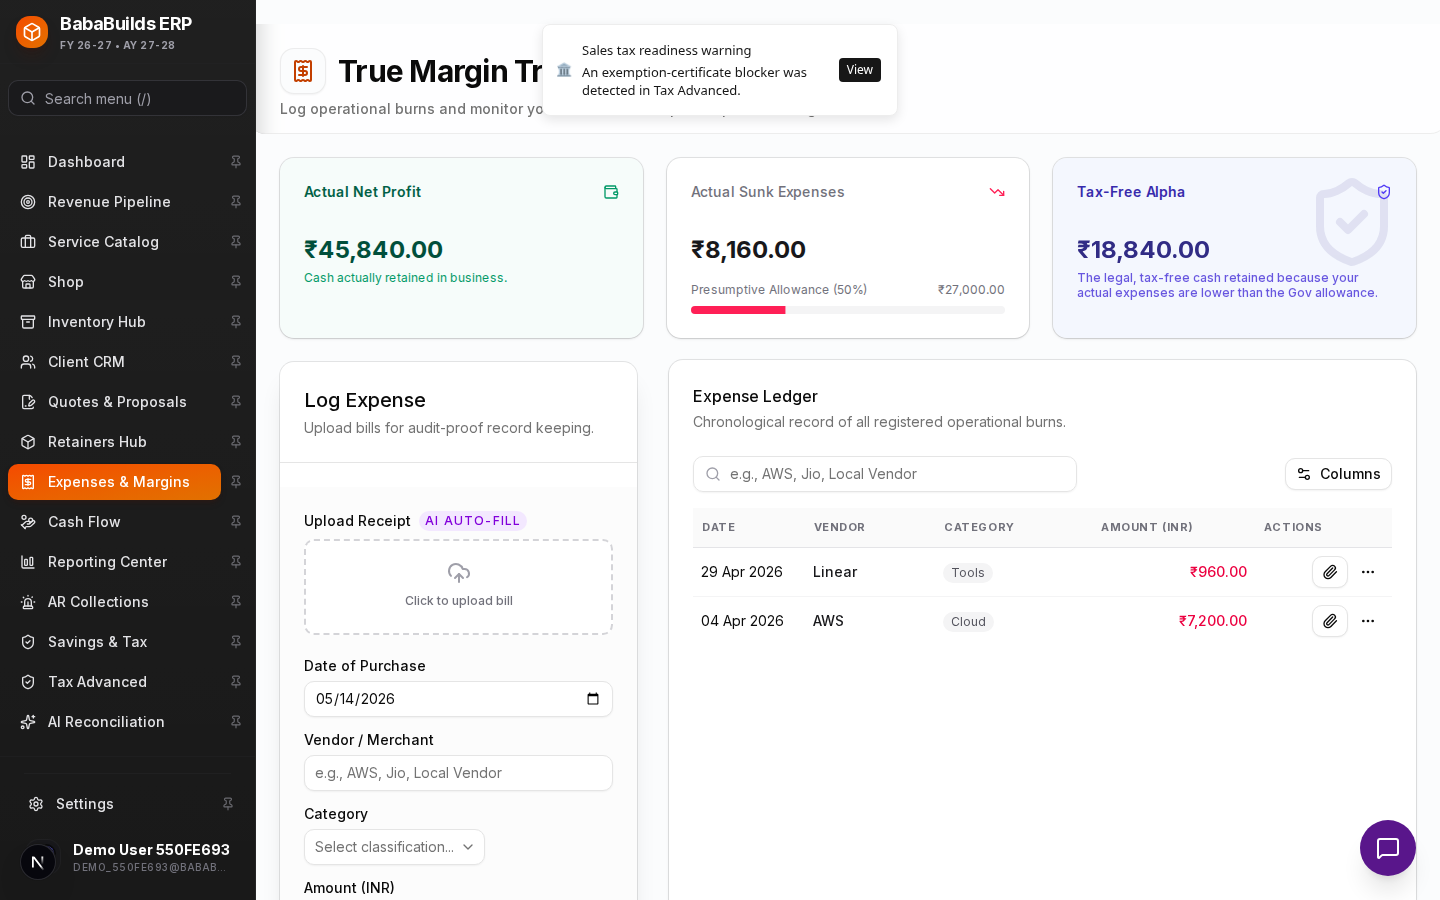 BabaBuilds ERP
FY 26-27 • AY 27-28
Search menu (/)
Dashboard
Revenue Pipeline
Service Catalog
Shop
Inventory Hub
Client CRM
Quotes & Proposals
Retainers Hub
Expenses & Margins
Cash Flow
Reporting Center
AR Collections
Savings & Tax
Tax Advanced
AI Reconciliation
Settings
Demo User 550FE693
DEMO_550FE693@BABAB...
True Margin Tr
Log operational burns and monitor yo
Sales tax readiness warning
An exemption-certificate blocker was
detected in Tax Advanced.
View
Actual Net Profit
₹45,840.00
Cash actually retained in business.
Actual Sunk Expenses
₹8,160.00
Presumptive Allowance (50%)
₹27,000.00
Tax-Free Alpha
₹18,840.00
The legal, tax-free cash retained because your
actual expenses are lower than the Gov allowance.
Log Expense
Upload bills for audit-proof record keeping.
Upload Receipt
AI AUTO-FILL
Click to upload bill
Date of Purchase
05/14/2026
Vendor / Merchant
e.g., AWS, Jio, Local Vendor
Category
Select classification...
Amount (INR)
Expense Ledger
Chronological record of all registered operational burns.
e.g., AWS, Jio, Local Vendor
Columns
DATE VENDOR CATEGORY AMOUNT (INR) ACTIONS
29 Apr 2026 Linear Tools ₹960.00
04 Apr 2026 AWS Cloud ₹7,200.00